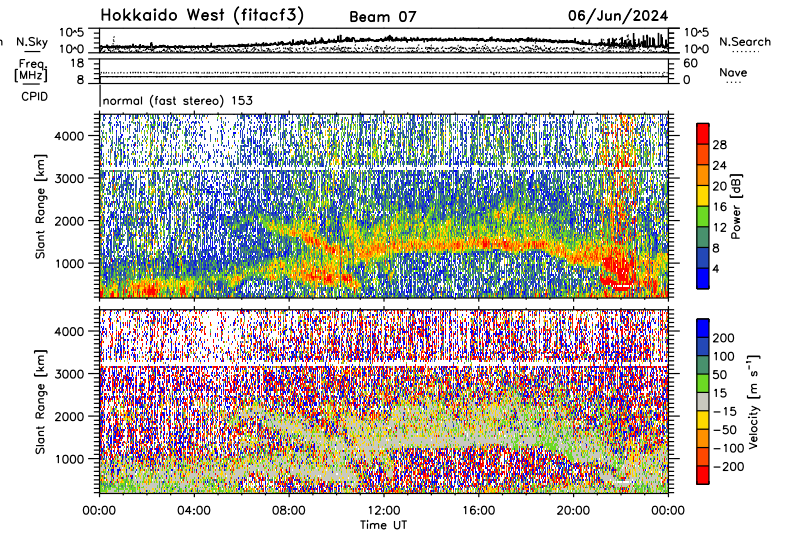 Hokkaido West (fitacf3) Beam 07 06/Jun/2024
n N.Sky 10^5 10^0 10^5 10^0 N.Search
Freq. [MHz] 18 8 60 0 Nave
CPID normal (fast stereo) 153
Slant Range [km]
4000
3000
2000
1000
28
24
20
16
12
8
4
Power [dB]
Slant Range [km]
4000
3000
2000
1000
200
100
50
15
-15
-50
-100
-200
Velocity [m s⁻¹]
00:00 04:00 08:00 12:00 16:00 20:00 00:00
Time UT